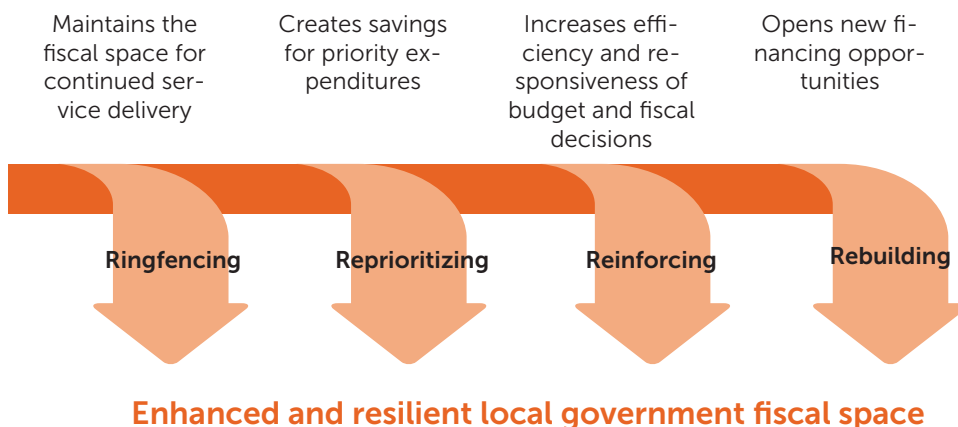 Maintains the
fiscal space for
continued ser-
vice delivery
Creates savings
for priority ex-
penditures
Increases effi-
ciency and re-
sponsiveness of
budget and fiscal
decisions
Opens new fi-
nancing oppor-
tunities
Ringfencing
Reprioritizing
Reinforcing
Rebuilding
Enhanced and resilient local government fiscal space